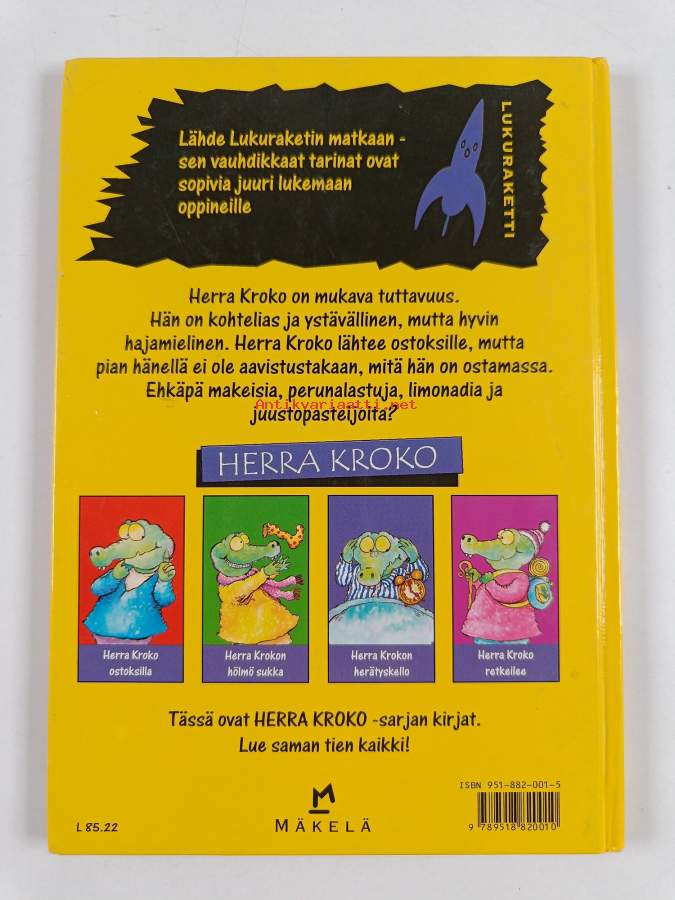 Lähde Lukuraketin matkaan -
sen vauhdikkaat tarinat ovat
sopivia juuri lukemaan
oppineille
LUKURAKETTI
Herra Kroko on mukava tuttavuus.
Hän on kohtelias ja ystävällinen, mutta hyvin
hajamielinen. Herra Kroko lähtee ostoksille, mutta
pian hänellä ei ole aavistustakaan, mitä hän on ostamassa.
Ehkäpä makeisia, perunalastuja, limonadia ja
Antikvariaatti.net
juustopasteijoita?
HERRA KROKO
Herra Kroko
ostoksilla
Herra Krokon
hölmö sukka
Herra Krokon
herätyskello
Herra Kroko
retkeilee
Tässä ovat HERRA KROKO -sarjan kirjat.
Lue saman tien kaikki!
ISBN 951-882-001-5
M
MÄKELÄ
L 85.22
9 789518 820010